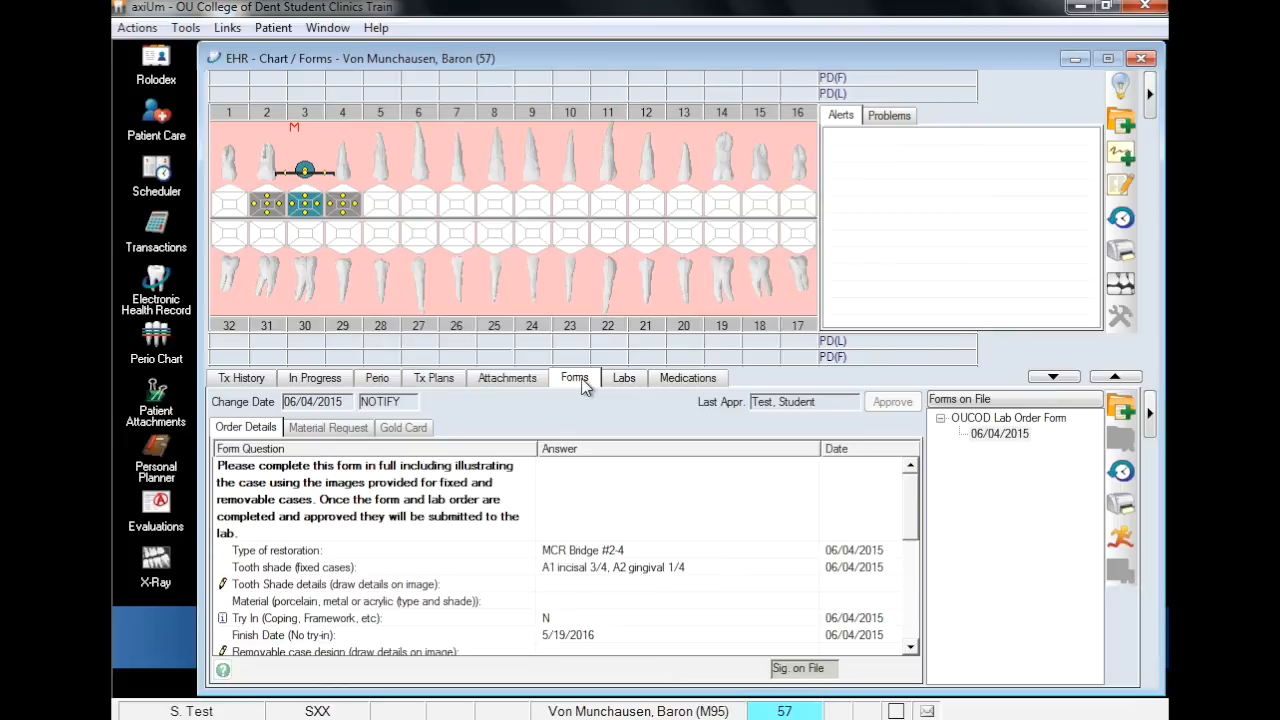 axiUm - OU College of Dent Student Clinics Train
Actions Tools Links Patient Window Help
Rolodex
Patient Care
Scheduler
Transactions
Electronic
Health Record
Perio Chart
Patient
Attachments
Personal
Planner
Evaluations
X-Ray
EHR - Chart / Forms - Von Munchausen, Baron (57)
PD(F)
PD(L)
1 2 3 4 5 6 7 8 9 10 11 12 13 14 15 16
M
32 31 30 29 28 27 26 25 24 23 22 21 20 19 18 17
PD(L)
PD(F)
Alerts Problems
Tx History In Progress Perio Tx Plans Attachments Forms Labs Medications
Change Date 06/04/2015 NOTIFY Last Appr. Test, Student Approve
Order Details Material Request Gold Card
Form Question Answer Date
Please complete this form in full including illustrating
the case using the images provided for fixed and
removable cases. Once the form and lab order are
completed and approved they will be submitted to the
lab.
Type of restoration: MCR Bridge #2-4 06/04/2015
Tooth shade (fixed cases): A1 incisal 3/4, A2 gingival 1/4 06/04/2015
Tooth Shade details (draw details on image):
Material (porcelain, metal or acrylic (type and shade)):
Try In (Coping, Framework, etc): N 06/04/2015
Finish Date (No try-in): 5/19/2016 06/04/2015
Removable case design (draw details on image):
Sig. on File
Forms on File
OUCOD Lab Order Form
06/04/2015
S. Test SXX Von Munchausen, Baron (M95) 57